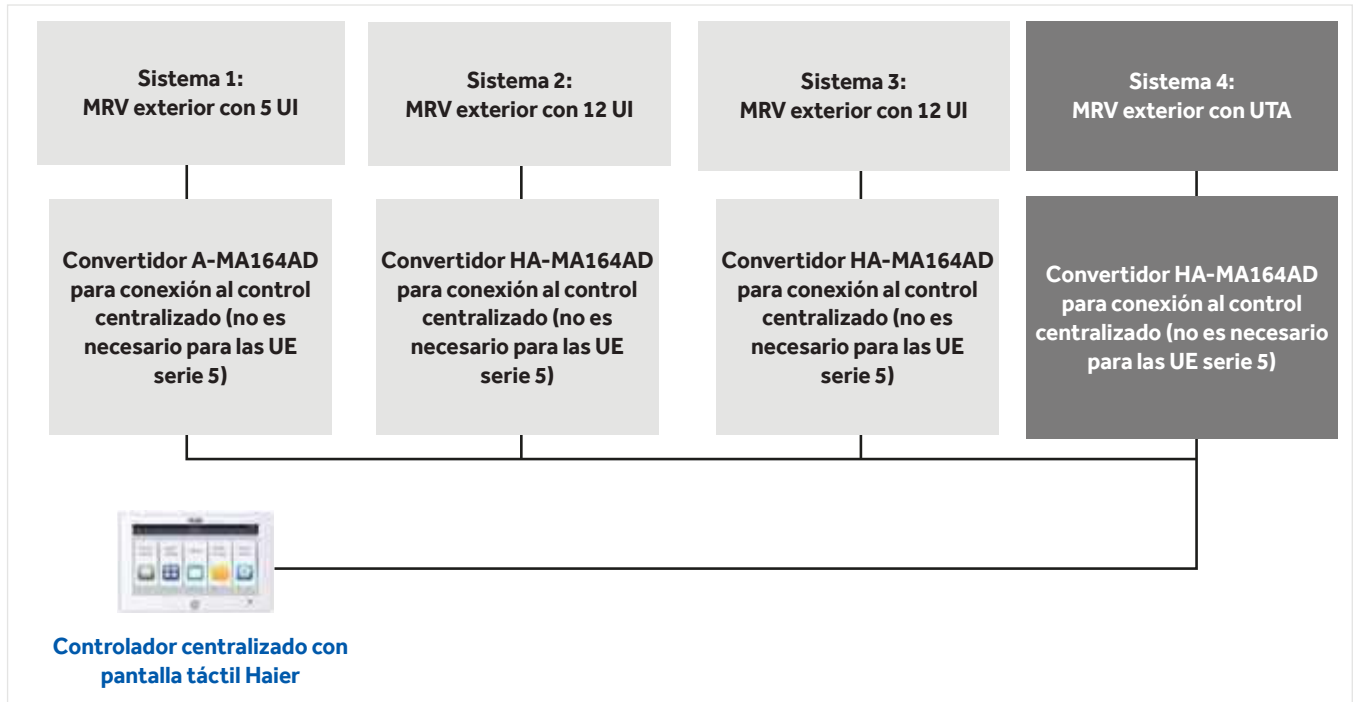 Sistema 1:
MRV exterior con 5 UI
Sistema 2:
MRV exterior con 12 UI
Sistema 3:
MRV exterior con 12 UI
Sistema 4:
MRV exterior con UTA
Convertidor A-MA164AD
para conexión al control
centralizado (no es
necesario para las UE
serie 5)
Convertidor HA-MA164AD
para conexión al control
centralizado (no es
necesario para las UE
serie 5)
Convertidor HA-MA164AD
para conexión al control
centralizado (no es
necesario para las UE
serie 5)
Convertidor HA-MA164AD
para conexión al control
centralizado (no es necesario
para las UE serie 5)
Controlador centralizado con
pantalla táctil Haier